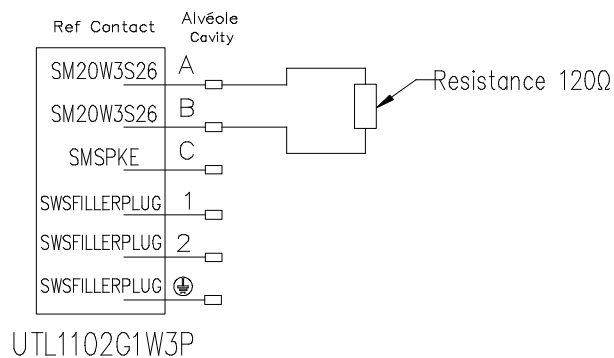 Ref Contact Alvéole
Cavity
SM20W3S26 A
SM20W3S26 B
SMSPKE C
SWSFILLERPLUG 1
SWSFILLERPLUG 2
SWSFILLERPLUG
Resistance 120Ω
UTL1102G1W3P